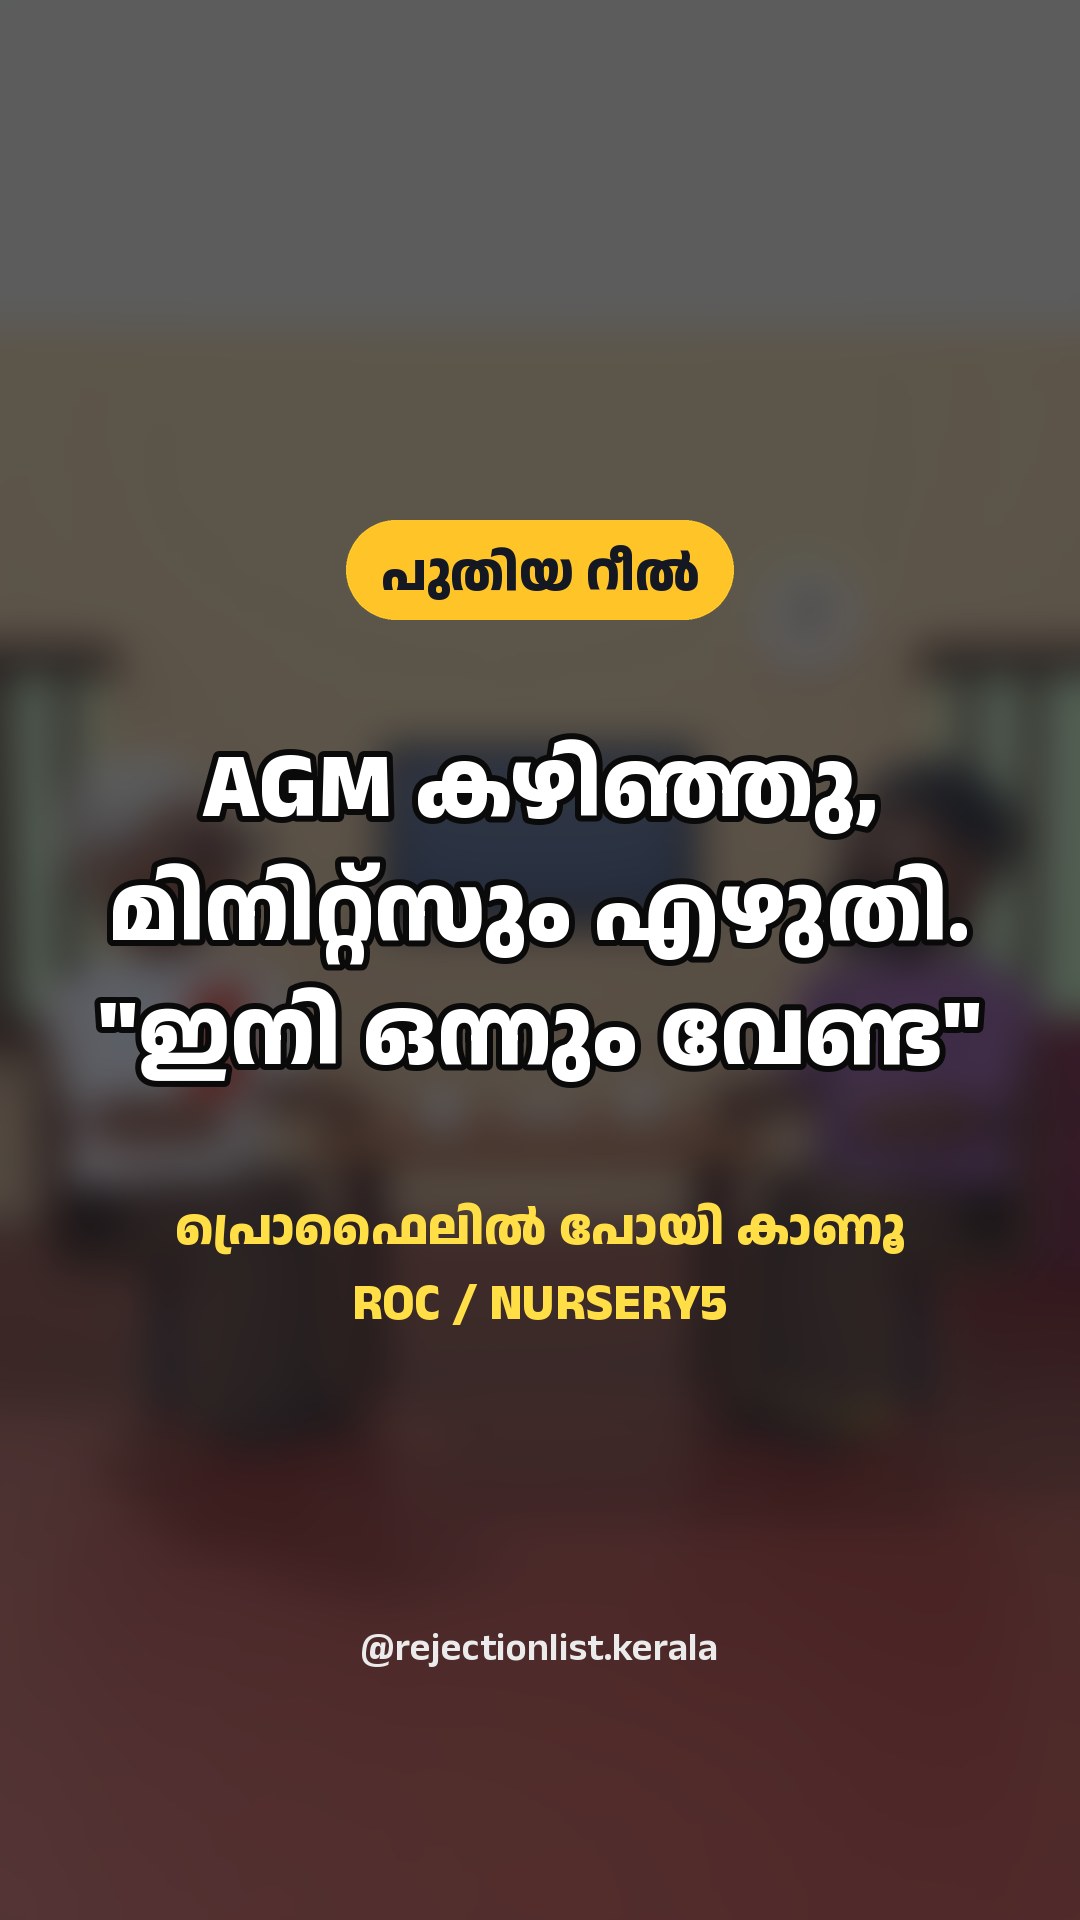 പുതിയ റീൽ
AGM കഴിഞ്ഞു,
മിനിറ്റ്സും എഴുതി.
"ഇനി ഒന്നും വേണ്ട"
പ്രൊഫൈലിൽ പോയി കാണൂ
ROC / NURSERY5
@rejectionlist.kerala